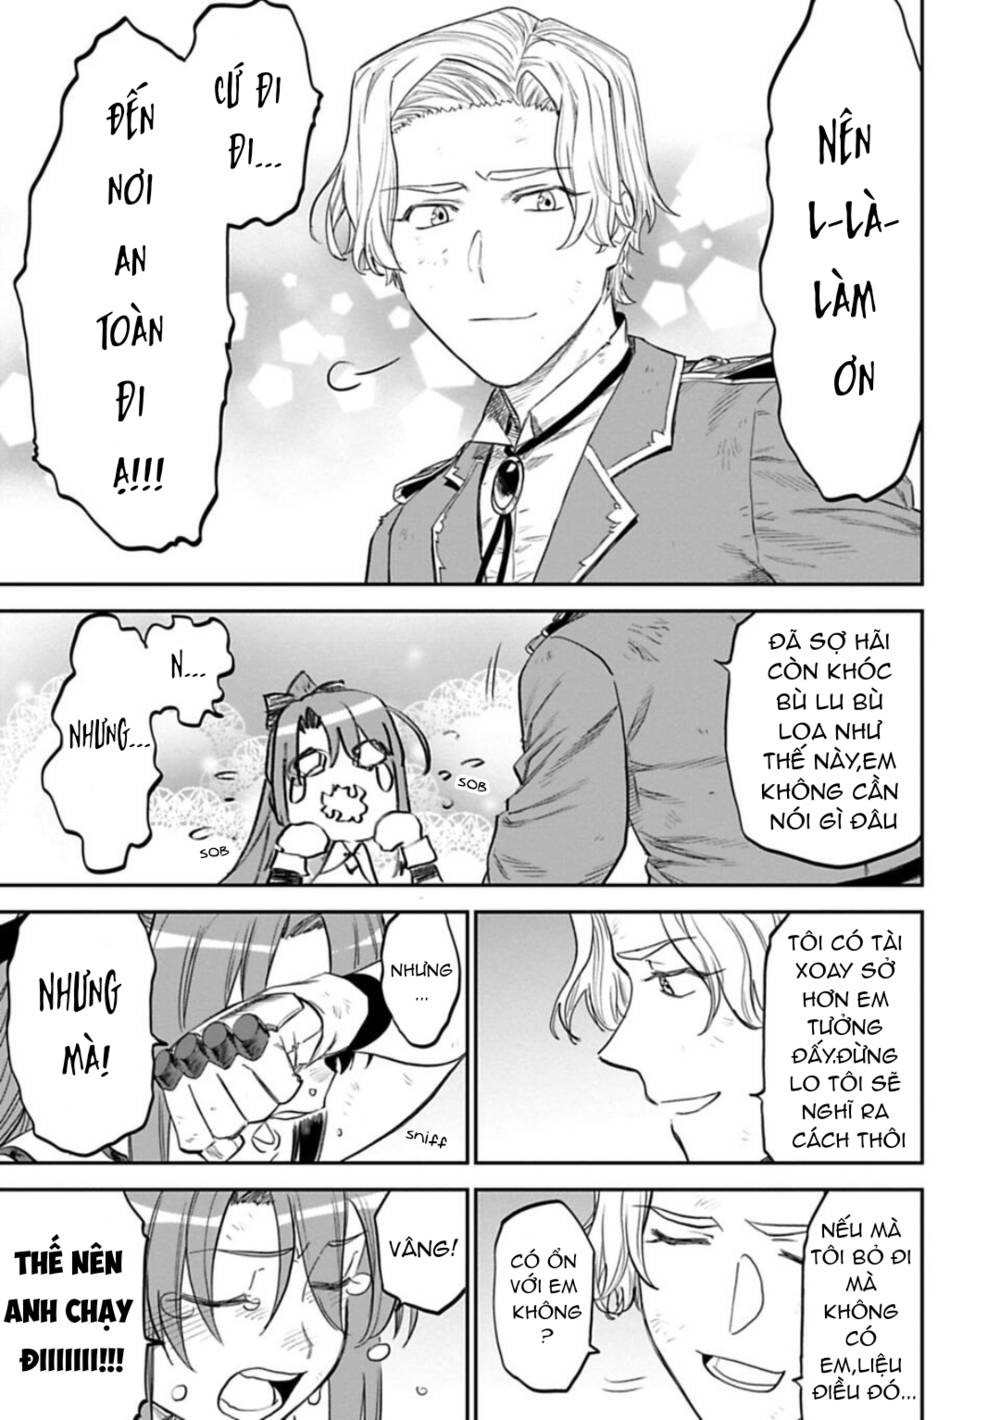 NÊN
L-LÀ-
LÀM
ƠN
CỨ ĐI
ĐI...
ĐẾN
NƠI
AN
TOÀN
ĐI
Ạ!!!!
ĐÃ SỢ HÃI
CÒN KHÓC
BÙ LU BÙ
LOA NHƯ
THẾ NÀY,EM
KHÔNG CẦN
NÓI GÌ ĐÂU
SOB
SOB
N...
NHƯNG...
TÔI CÓ TÀI
XOAY SỞ
HƠN EM
TƯỞNG
ĐẤY.ĐỪNG
LO TÔI SẼ
NGHĨ RA
CÁCH THÔI
NHƯNG
...
sniff
NHƯNG
MÀ!
NẾU MÀ
TÔI BỎ ĐI
MÀ
KHÔNG
CÓ
EM,LIỆU
ĐIỀU ĐÓ...
CÓ ỔN
VỚI EM
KHÔNG
?
VÂNG!
THẾ NÊN
ANH CHẠY
ĐIIIIIII!!!